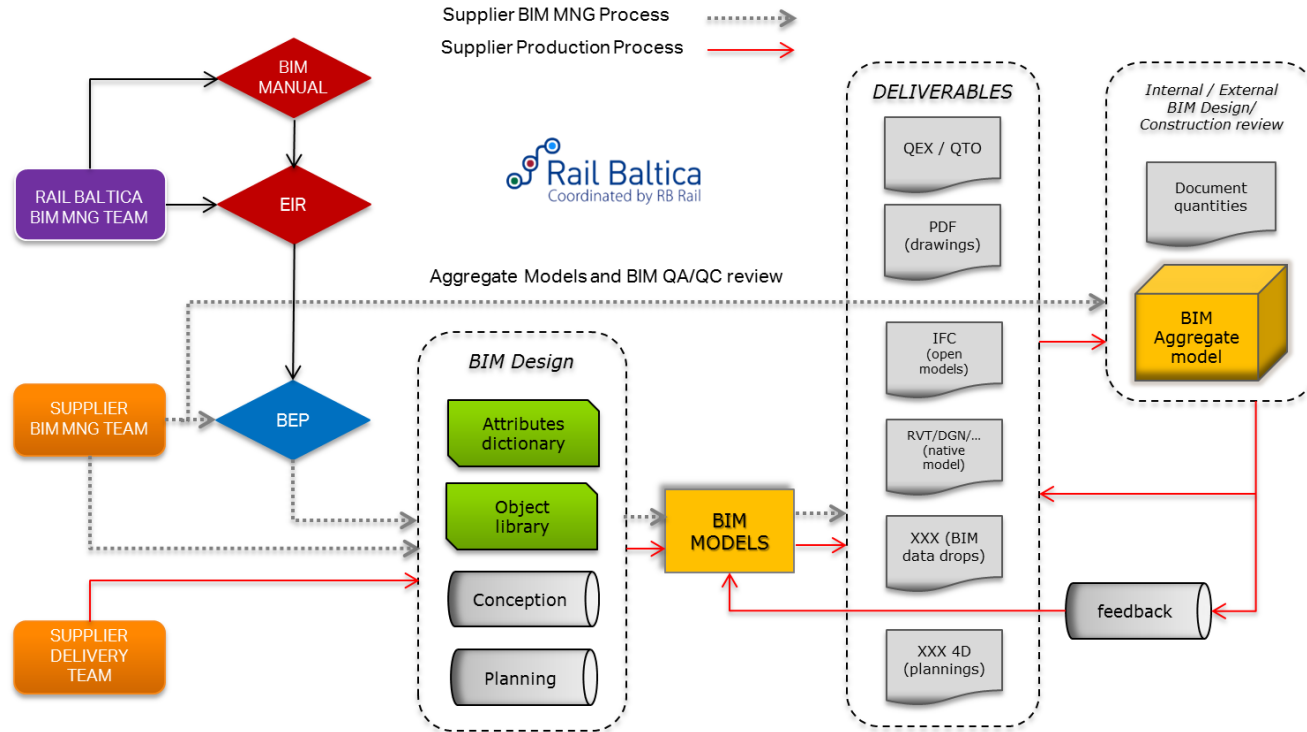 Supplier BIM MNG Process
Supplier Production Process
BIM
MANUAL
RAIL BALTICA
BIM MNG TEAM
EIR
Rail Baltica
Coordinated by RB Rail
Aggregate Models and BIM QA/QC review
SUPPLIER
BIM MNG TEAM
BEP
SUPPLIER
DELIVERY
TEAM
BIM Design
Attributes
dictionary
Object
library
Conception
Planning
BIM
MODELS
DELIVERABLES
QEX / QTO
PDF
(drawings)
IFC
(open
models)
RVT/DGN/...
(native
model)
XXX (BIM
data drops)
XXX 4D
(plannings)
Internal / External
BIM Design/
Construction review
Document
quantities
BIM
Aggregate
model
feedback